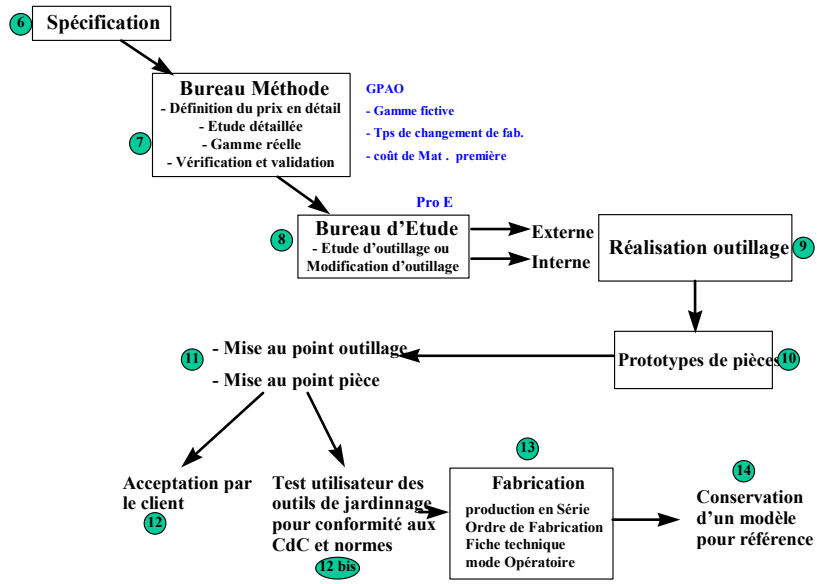 6 Spécification
Bureau Méthode
- Définition du prix en détail
- Etude détaillée
7 - Gamme réelle
- Vérification et validation
GPAO
- Gamme fictive
- Tps de changement de fab.
- coût de Mat . première
Pro E
8 Bureau d'Etude
- Etude d'outillage ou
Modification d'outillage
Externe
Interne
Réalisation outillage 9
Prototypes de pièces 10
11 - Mise au point outillage
- Mise au point pièce
Acceptation par
le client
12
Test utilisateur des
outils de jardinnage
pour conformité aux
CdC et normes
12 bis
13
Fabrication
production en Série
Ordre de Fabrication
Fiche technique
mode Opératoire
14
Conservation
d'un modèle
pour référence